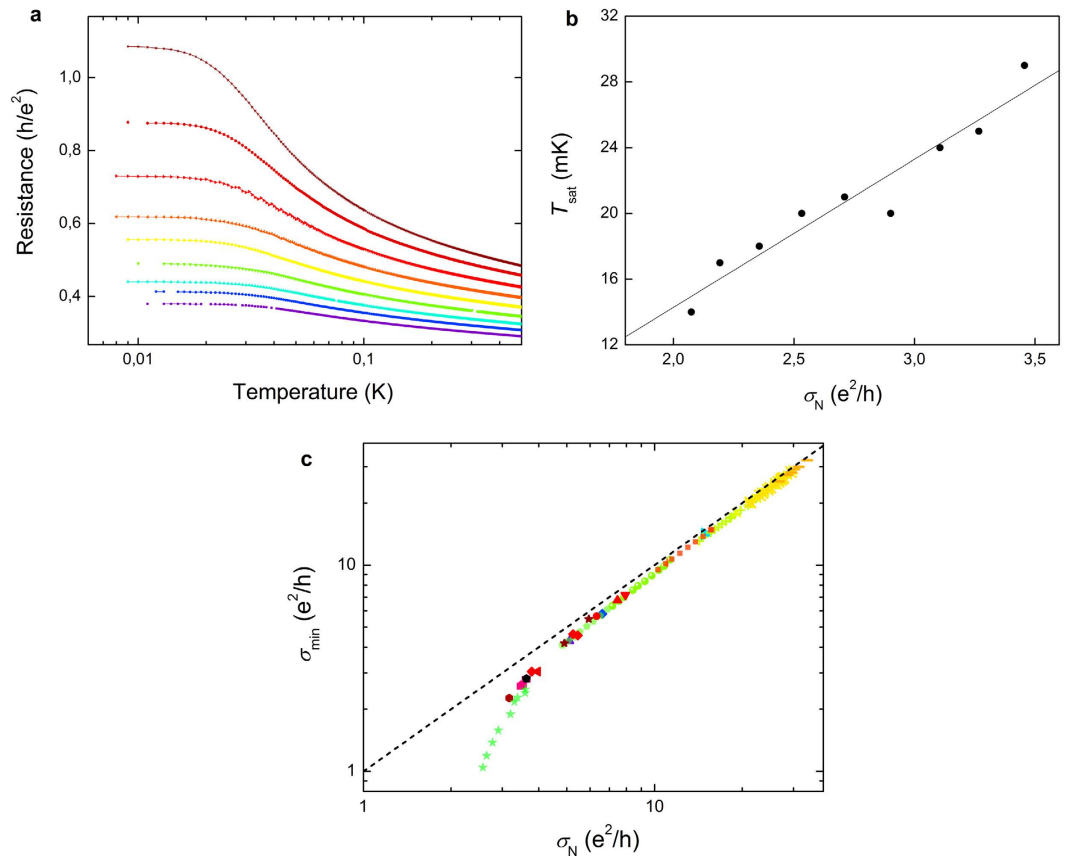 a
Resistance (h/e²)
1,0
0,8
0,6
0,4
0,01
0,1
Temperature (K)
b
T_sat (mK)
28
24
20
16
12
2,0
2,5
3,0
3,5
σ_N (e²/h)
c
σ_min (e²/h)
10
1
1
10
σ_N (e²/h)